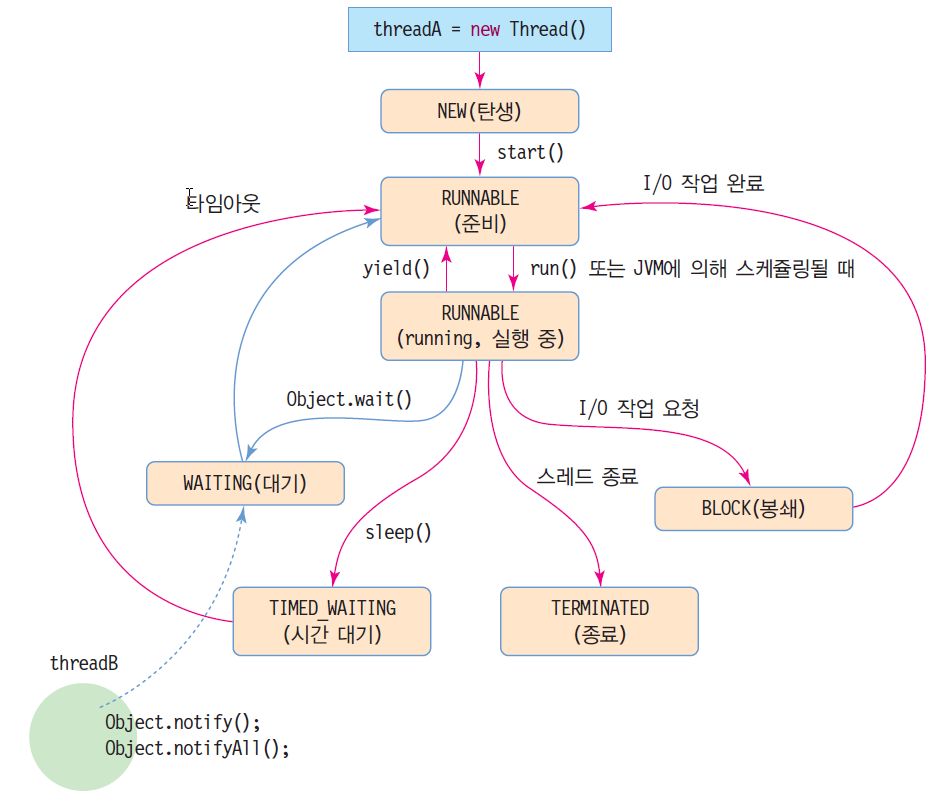 threadA = new Thread()
NEW(탄생)
start()
RUNNABLE
(준비)
타임아웃
I/O 작업 완료
yield()
run() 또는 JVM에 의해 스케쥴링될 때
RUNNABLE
(running, 실행 중)
Object.wait()
I/O 작업 요청
WAITING(대기)
스레드 종료
BLOCK(봉쇄)
sleep()
TIMED_WAITING
(시간 대기)
TERMINATED
(종료)
threadB
Object.notify();
Object.notifyAll();